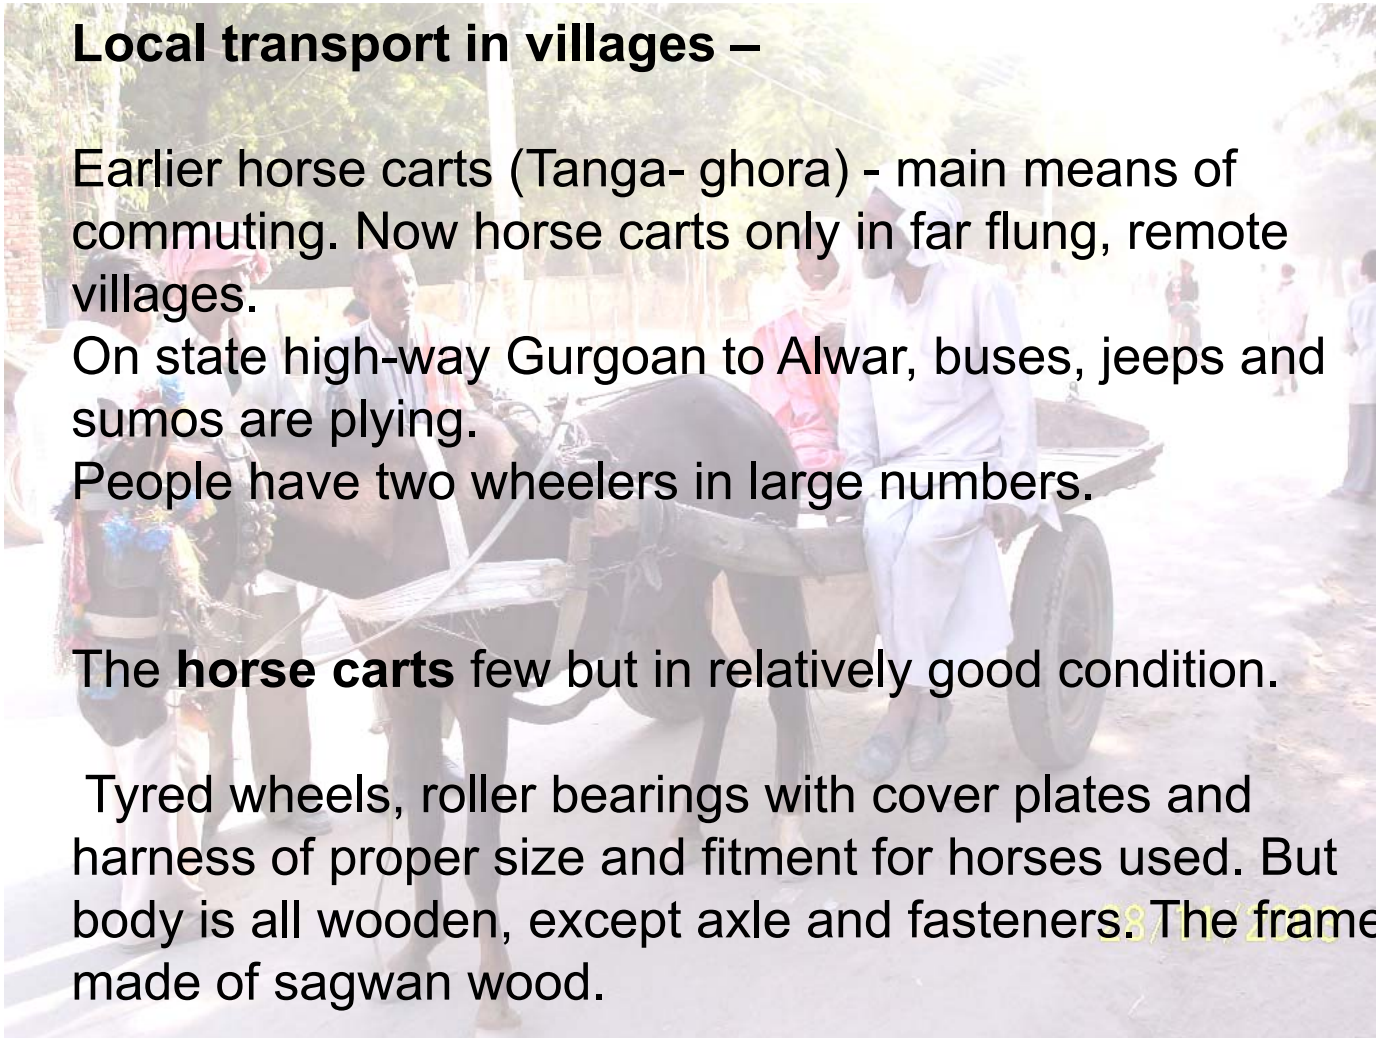 Local transport in villages –
Earlier horse carts (Tanga- ghora) - main means of
commuting. Now horse carts only in far flung, remote
villages.
On state high-way Gurgoan to Alwar, buses, jeeps and
sumos are plying.
People have two wheelers in large numbers.
The horse carts few but in relatively good condition.
Tyred wheels, roller bearings with cover plates and
harness of proper size and fitment for horses used. But
body is all wooden, except axle and fasteners. The frame
made of sagwan wood.